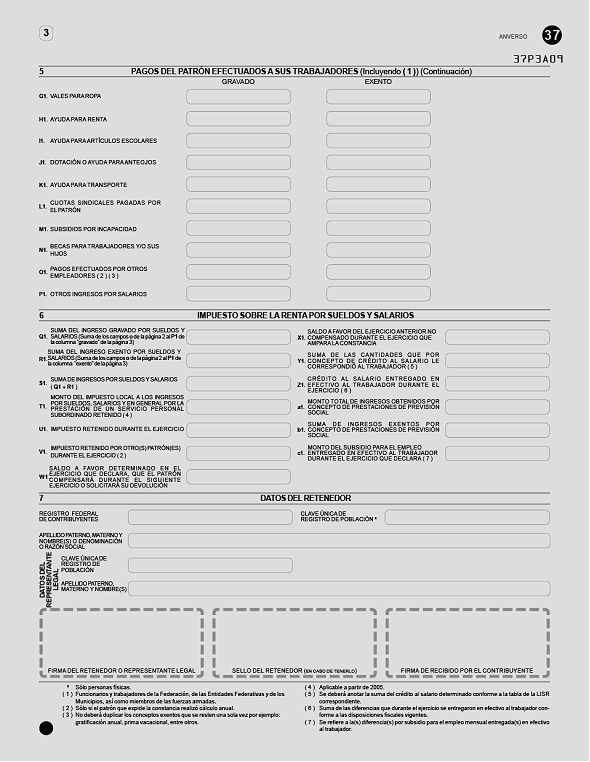 3
ANVERSO 37
37P3A09
5 PAGOS DEL PATRÓN EFECTUADOS A SUS TRABAJADORES (Incluyendo ( 1 )) (Continuación)
GRAVADO EXENTO
G1. VALES PARA ROPA
H1. AYUDA PARA RENTA
I1. AYUDA PARA ARTÍCULOS ESCOLARES
J1. DOTACIÓN O AYUDA PARA ANTEOJOS
K1. AYUDA PARA TRANSPORTE
L1. CUOTAS SINDICALES PAGADAS POR
EL PATRÓN
M1. SUBSIDIOS POR INCAPACIDAD
N1. BECAS PARA TRABAJADORES Y/O SUS
HIJOS
O1. PAGOS EFECTUADOS POR OTROS
EMPLEADORES ( 2 ) ( 3 )
P1. OTROS INGRESOS POR SALARIOS
6 IMPUESTO SOBRE LA RENTA POR SUELDOS Y SALARIOS
SUMA DEL INGRESO GRAVADO POR SUELDOS Y
Q1. SALARIOS (Suma de los campos o de la página 2 al P1 de
la columna "gravado" de la página 3)
SUMA DEL INGRESO EXENTO POR SUELDOS Y
R1. SALARIOS (Suma de los campos o de la página 2 al P1 de
la columna "exento" de la página 3)
S1. SUMA DE INGRESOS POR SUELDOS Y SALARIOS
( Q1 + R1 )
MONTO DEL IMPUESTO LOCAL A LOS INGRESOS
T1. POR SUELDOS, SALARIOS Y EN GENERAL POR LA
PRESTACIÓN DE UN SERVICIO PERSONAL
SUBORDINADO RETENIDO ( 4 )
U1. IMPUESTO RETENIDO DURANTE EL EJERCICIO
V1. IMPUESTO RETENIDO POR OTRO(S) PATRÓN(ES)
DURANTE EL EJERCICIO ( 2 )
SALDO A FAVOR DETERMINADO EN EL
W1. EJERCICIO QUE DECLARA, QUE EL PATRÓN
COMPENSARÁ DURANTE EL SIGUIENTE
EJERCICIO O SOLICITARÁ SU DEVOLUCIÓN
SALDO A FAVOR DEL EJERCICIO ANTERIOR NO
X1. COMPENSADO DURANTE EL EJERCICIO QUE
AMPARA LA CONSTANCIA
SUMA DE LAS CANTIDADES QUE POR
Y1. CONCEPTO DE CRÉDITO AL SALARIO LE
CORRESPONDIÓ AL TRABAJADOR ( 5 )
CRÉDITO AL SALARIO ENTREGADO EN
Z1. EFECTIVO AL TRABAJADOR DURANTE EL
EJERCICIO ( 6 )
MONTO TOTAL DE INGRESOS OBTENIDOS POR
a1. CONCEPTO DE PRESTACIONES DE PREVISIÓN
SOCIAL
SUMA DE INGRESOS EXENTOS POR
b1. CONCEPTO DE PRESTACIONES DE PREVISIÓN
SOCIAL
MONTO DEL SUBSIDIO PARA EL EMPLEO
c1. ENTREGADO EN EFECTIVO AL TRABAJADOR
DURANTE EL EJERCICIO QUE DECLARA ( 7 )
7 DATOS DEL RETENEDOR
REGISTRO FEDERAL
DE CONTRIBUYENTES
CLAVE ÚNICA DE
REGISTRO DE POBLACIÓN *
APELLIDO PATERNO, MATERNO Y
NOMBRE(S) O DENOMINACIÓN
O RAZÓN SOCIAL
DATOS DEL
REPRESENTANTE
LEGAL
CLAVE ÚNICA DE
REGISTRO DE
POBLACIÓN
APELLIDO PATERNO,
MATERNO Y NOMBRE(S)
FIRMA DEL RETENEDOR O REPRESENTANTE LEGAL
SELLO DEL RETENEDOR (EN CASO DE TENERLO)
FIRMA DE RECIBIDO POR EL CONTRIBUYENTE
* Sólo personas físicas.
( 1 ) Funcionarios y trabajadores de la Federación, de las Entidades Federativas y de los
Municipios, así como miembros de las fuerzas armadas.
( 2 ) Sólo si el patrón que expide la constancia realizó cálculo anual.
( 3 ) No deberá duplicar los conceptos exentos que se resten una sola vez por ejemplo:
gratificación anual, prima vacacional, entre otros.
( 4 ) Aplicable a partir de 2005.
( 5 ) Se deberá anotar la suma del crédito al salario determinado conforme a la tabla de la LISR
correspondiente.
( 6 ) Suma de las diferencias que durante el ejercicio se entregaron en efectivo al trabajador con-
forme a las disposiciones fiscales vigentes.
( 7 ) Se refiere a la(s) diferencia(s) por subsidio para el empleo mensual entregada(s) en efectivo
al trabajador.